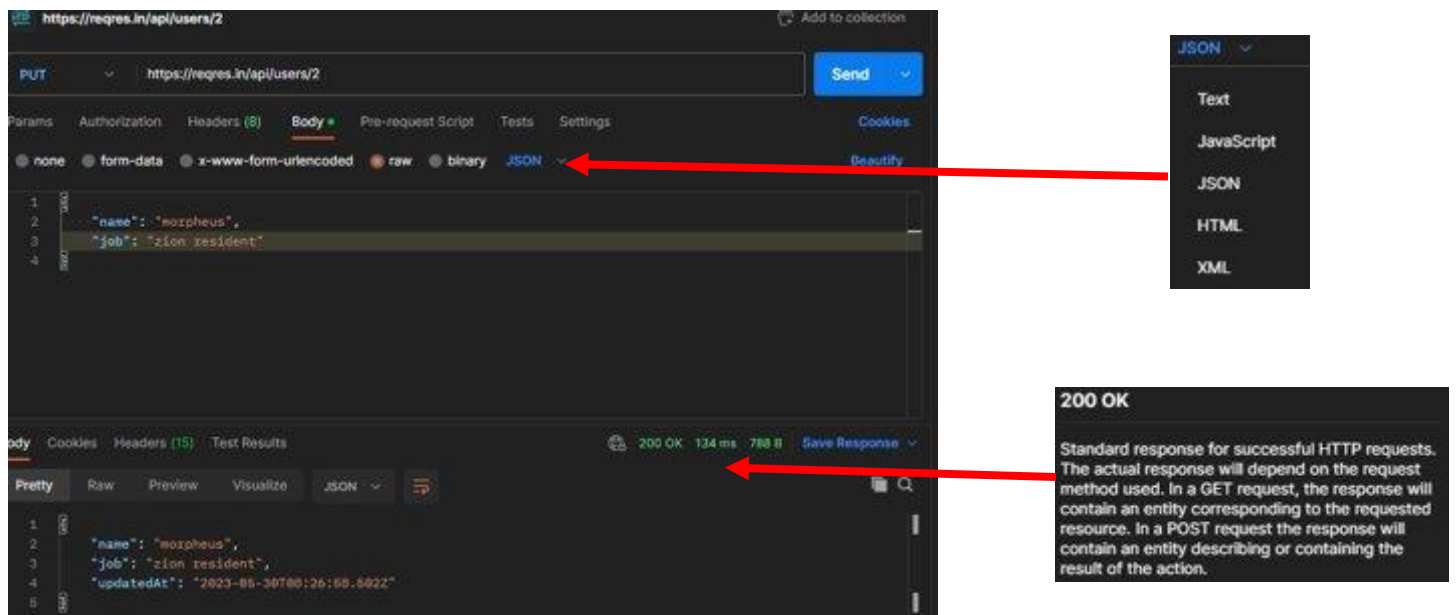 https://reqres.in/api/users/2
Add to collection
PUT
https://reqres.in/api/users/2
Send
Params Authorization Headers (8) Body Pre-request Script Tests Settings Cookies
none form-data x-www-form-urlencoded raw binary JSON Beautify
1 {
2 "name": "morpheus",
3 "job": "zion resident"
4 }
ody Cookies Headers (15) Test Results 200 OK 134 ms 788 B Save Response
Pretty Raw Preview Visualize JSON
1 {
2 "name": "morpheus",
3 "job": "zion resident",
4 "updatedAt":
5 }
JSON
Text
JavaScript
JSON
HTML
XML
200 OK
Standard response for successful HTTP requests.
The actual response will depend on the request
method used. In a GET request, the response will
contain an entity corresponding to the requested
resource. In a POST request the response will
contain an entity describing or containing the
result of the action.